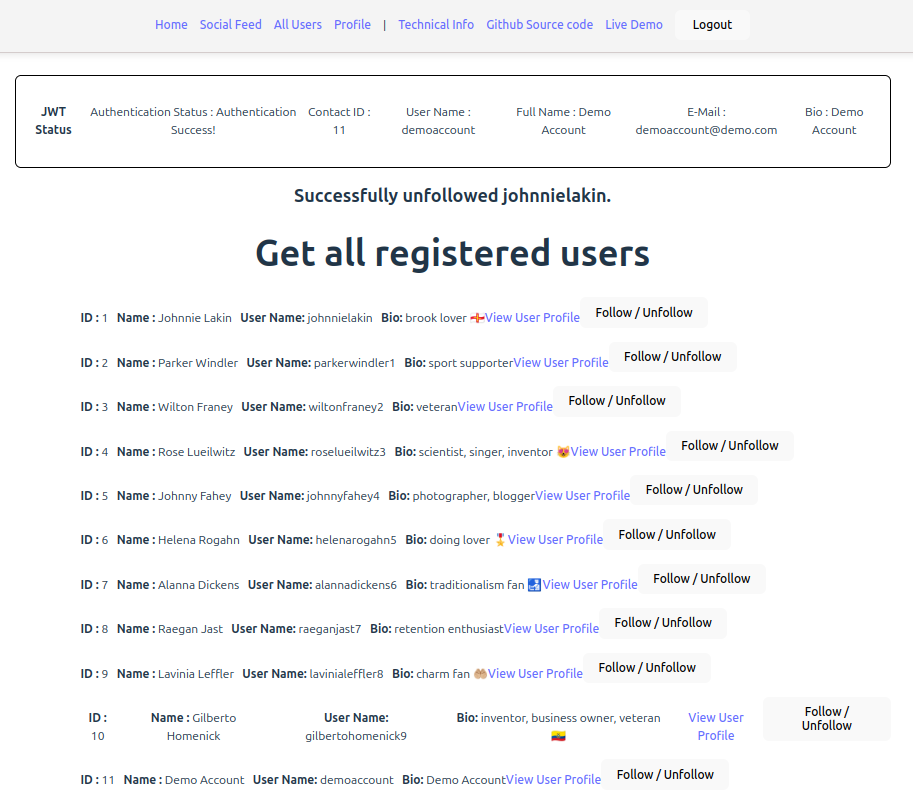 Home Social Feed All Users Profile | Technical Info Github Source code Live Demo Logout
JWT Status Authentication Status : Authentication Success! Contact ID : 11 User Name : demoaccount Full Name : Demo Account E-Mail : demoaccount@demo.com Bio : Demo Account
Successfully unfollowed johnnielakin.
Get all registered users
ID : 1 Name : Johnnie Lakin User Name: johnnielakin Bio: brook lover 🏴󠁧󠁢󠁥󠁮󠁧󠁿View User Profile Follow / Unfollow
ID : 2 Name : Parker Windler User Name: parkerwindler1 Bio: sport supporterView User Profile Follow / Unfollow
ID : 3 Name : Wilton Franey User Name: wiltonfraney2 Bio: veteranView User Profile Follow / Unfollow
ID : 4 Name : Rose Lueilwitz User Name: roselueilwitz3 Bio: scientist, singer, inventor 😻View User Profile Follow / Unfollow
ID : 5 Name : Johnny Fahey User Name: johnnyfahey4 Bio: photographer, bloggerView User Profile Follow / Unfollow
ID : 6 Name : Helena Rogahn User Name: helenarogahn5 Bio: doing lover 🎖️View User Profile Follow / Unfollow
ID : 7 Name : Alanna Dickens User Name: alannadickens6 Bio: traditionalism fan 🛃View User Profile Follow / Unfollow
ID : 8 Name : Raegan Jast User Name: raeganjast7 Bio: retention enthusiastView User Profile Follow / Unfollow
ID : 9 Name : Lavinia Leffler User Name: lavinialeffler8 Bio: charm fan 🤲🏼View User Profile Follow / Unfollow
ID : 10 Name : Gilberto Homenick User Name: gilbertohomenick9 Bio: inventor, business owner, veteran 🇪🇨 View User Profile Follow / Unfollow
ID : 11 Name : Demo Account User Name: demoaccount Bio: Demo AccountView User Profile Follow / Unfollow